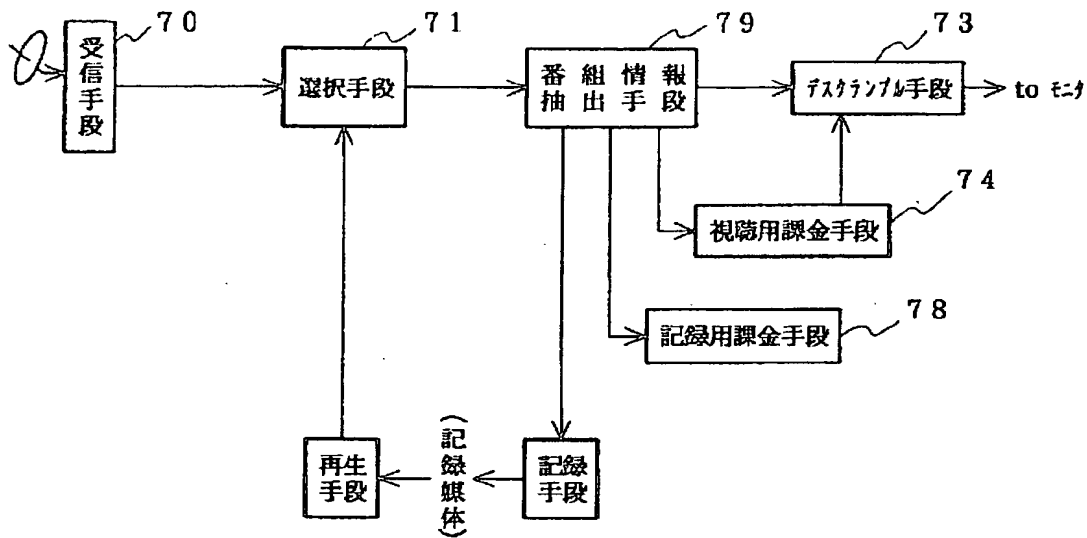 70
受信手段
71
選択手段
79
番組情報
抽出手段
73
デスクランブル手段
to モニタ
74
視聴用課金手段
78
記録用課金手段
再生
手段
(記録媒体)
記録
手段